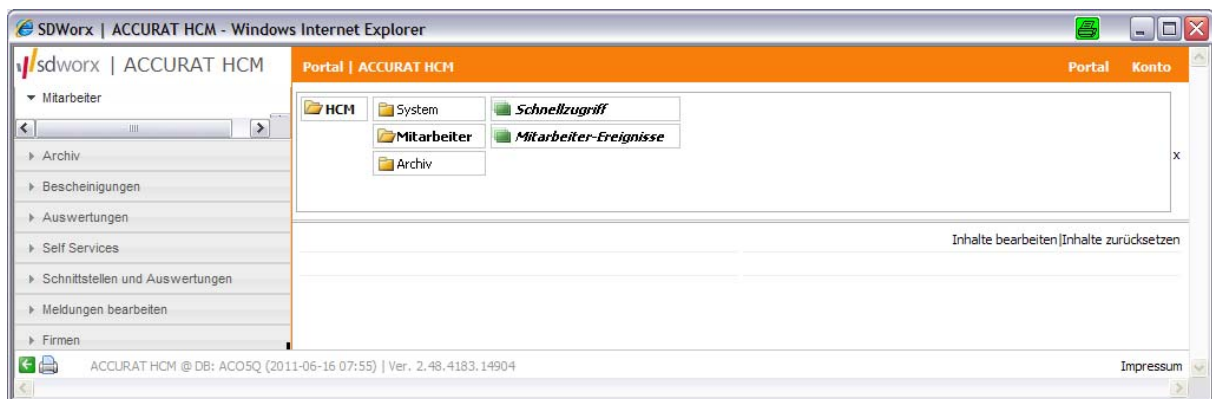 SDWorx | ACCURAT HCM - Windows Internet Explorer
sdworx | ACCURAT HCM
Portal | ACCURAT HCM
Portal Konto
Mitarbeiter
HCM System Schnellzugriff
Mitarbeiter Mitarbeiter-Ereignisse
Archiv
x
Archiv
Bescheinigungen
Auswertungen
Self Services
Schnittstellen und Auswertungen
Meldungen bearbeiten
Firmen
Inhalte bearbeiten|Inhalte zurücksetzen
ACCURAT HCM @ DB: ACO5Q (2011-06-16 07:55) | Ver. 2.48.4183.14904
Impressum